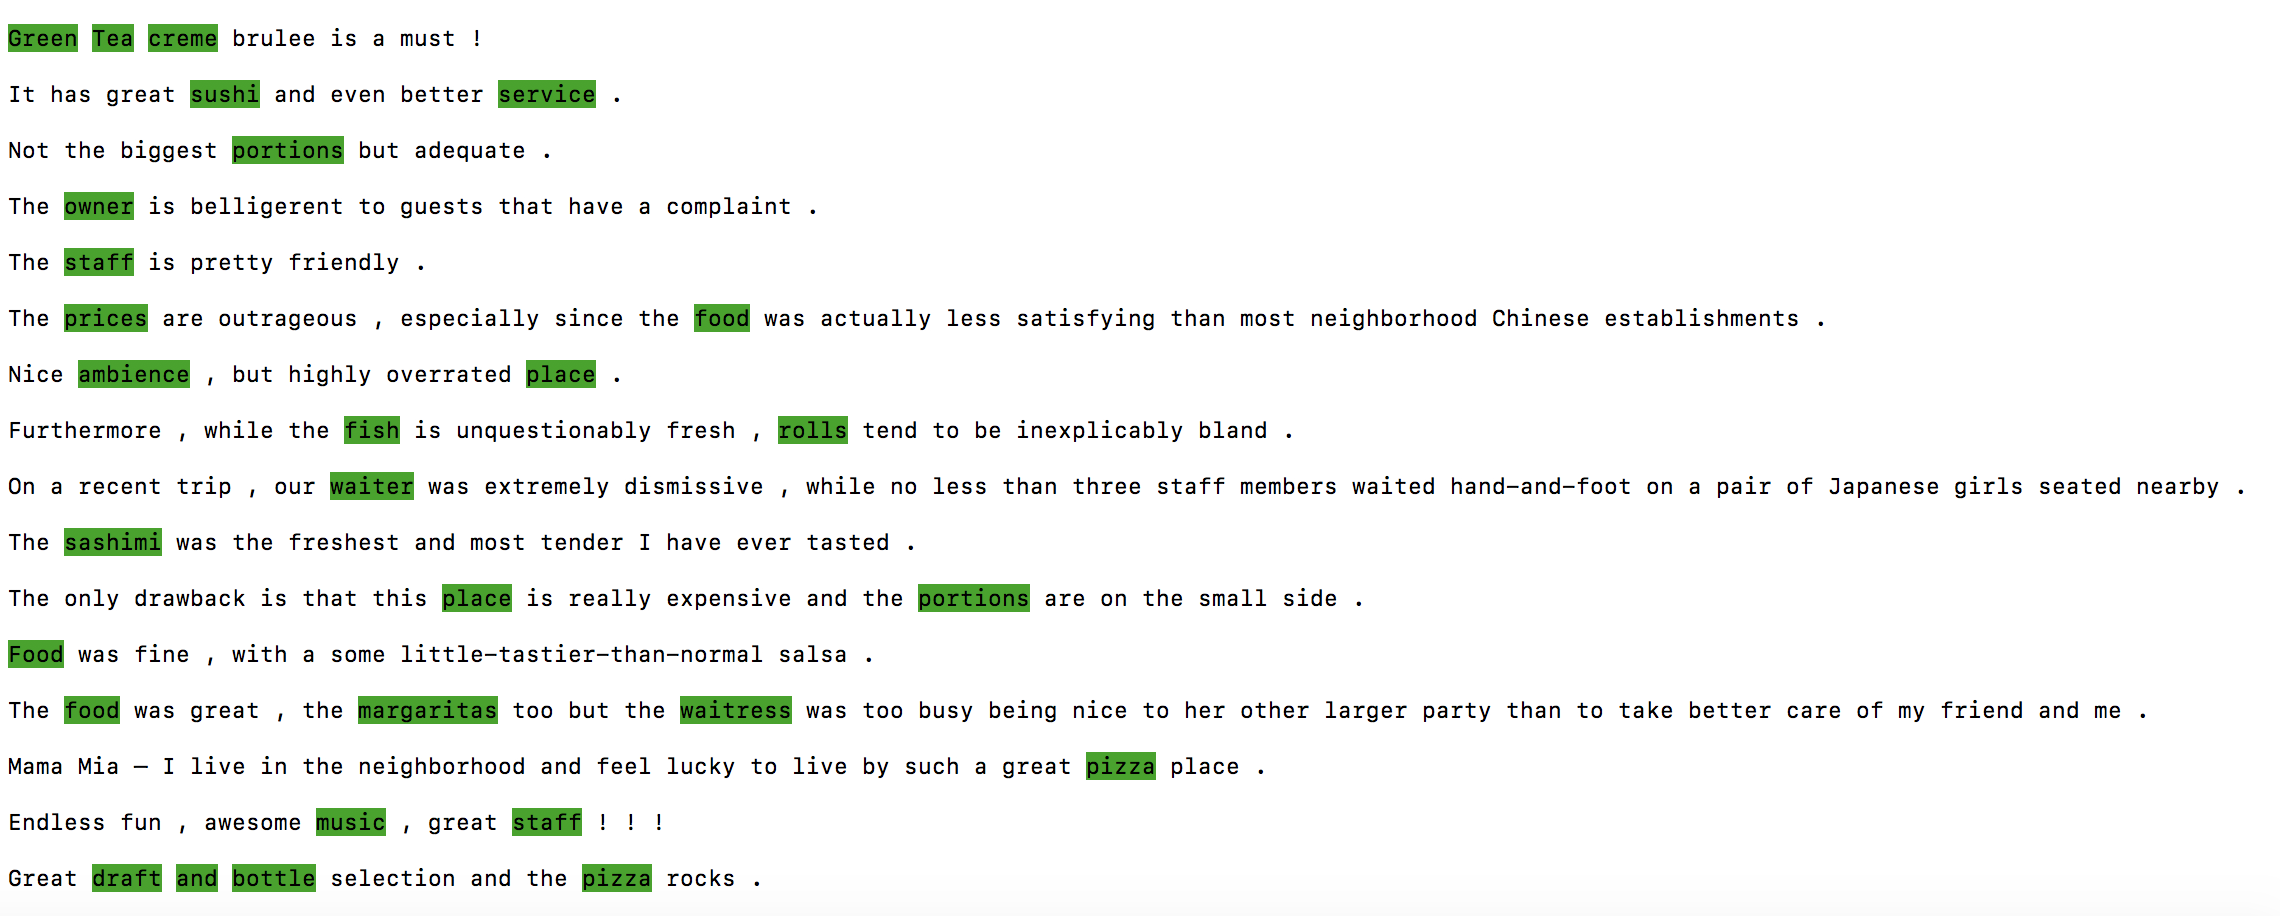 Green Tea creme brulee is a must !
It has great sushi and even better service .
Not the biggest portions but adequate .
The owner is belligerent to guests that have a complaint .
The staff is pretty friendly .
The prices are outrageous , especially since the food was actually less satisfying than most neighborhood Chinese establishments .
Nice ambience , but highly overrated place .
Furthermore , while the fish is unquestionably fresh , rolls tend to be inexplicably bland .
On a recent trip , our waiter was extremely dismissive , while no less than three staff members waited hand-and-foot on a pair of Japanese girls seated nearby .
The sashimi was the freshest and most tender I have ever tasted .
The only drawback is that this place is really expensive and the portions are on the small side .
Food was fine , with a some little-tastier-than-normal salsa .
The food was great , the margaritas too but the waitress was too busy being nice to her other larger party than to take better care of my friend and me .
Mama Mia – I live in the neighborhood and feel lucky to live by such a great pizza place .
Endless fun , awesome music , great staff ! ! !
Great draft and bottle selection and the pizza rocks .